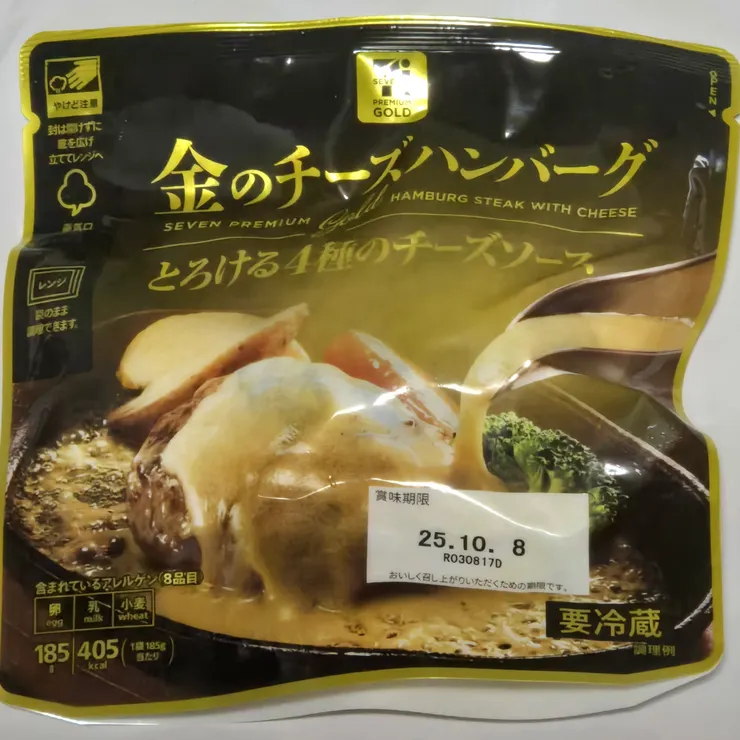 やけど注意
封は開けずに
底を広げ
立ててレンジへ
蒸気口
レンジ
袋のまま
調理できます。
OPEN
SEVEN
PREMIUM
GOLD
金のチーズハンバーグ
SEVEN PREMIUM Gold HAMBURG STEAK WITH CHEESE
とろける4種のチーズソース
賞味期限
25.10. 8
R030817D
おいしく召し上がりいただくための期限です。
含まれているアレルゲン(8品目)
卵 乳 小麦
egg milk wheat
185g 405kcal (1袋185g当たり)
要冷蔵
調理例